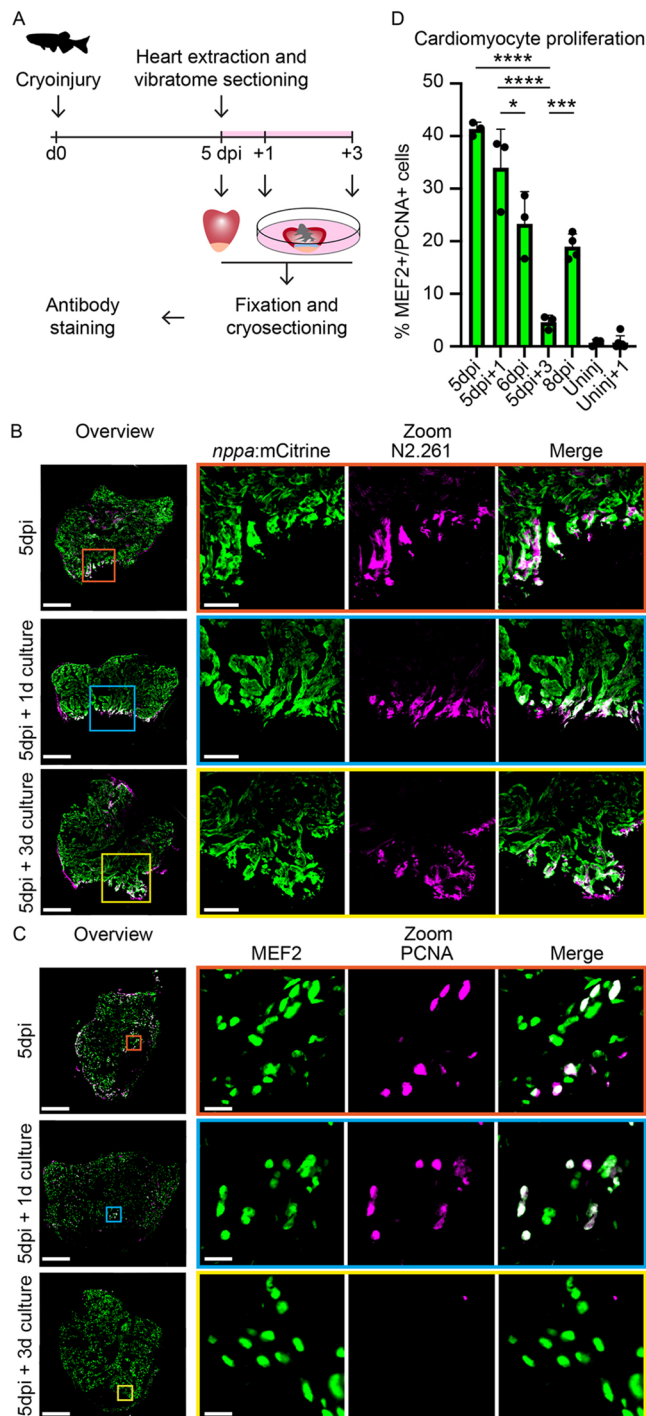 A
Cryoinjury
Heart extraction and
vibratome sectioning
d0
5 dpi
+1
+3
Antibody
staining
Fixation and
cryosectioning
D
Cardiomyocyte proliferation
****
****
*
***
% MEF2+/PCNA+ cells
50
40
30
20
10
0
5dpi
5dpi+1
6dpi
5dpi+3
8dpi
Uninj
Uninj+1
B
Overview
Zoom
nppa:mCitrine
N2.261
Merge
5dpi
5dpi + 1d culture
5dpi + 3d culture
C
Overview
Zoom
MEF2
PCNA
Merge
5dpi
5dpi + 1d culture
5dpi + 3d culture